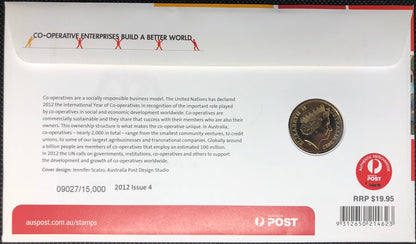 CO-OPERATIVE ENTERPRISES BUILD A BETTER WORLD
Co-operatives are a socially responsible business model. The United Nations has declared
2012 the International Year of Co-operatives in recognition of the important role played
by co-operatives in social and economic development worldwide. Co-operatives are
commercially sustainable and they share that success with their members who are also their
owners. This ownership structure is what makes the co-operative unique. In Australia,
co-operatives – nearly 2,000 in total – range from the smallest community ventures, to credit
unions, to some of our largest agribusinesses and transnational companies. Globally around
a billion people are members of co-operatives that employ an estimated 100 million.
In 2012 the UN calls on governments, institutions, co-operatives and others to support
the development and growth of co-operatives worldwide.
Cover design: Jennifer Scalzo, Australia Post Design Studio
09027/15,000
2012 Issue 4
POST
RRP $19.95
9 312650 214623
auspost.com.au/stamps
POST